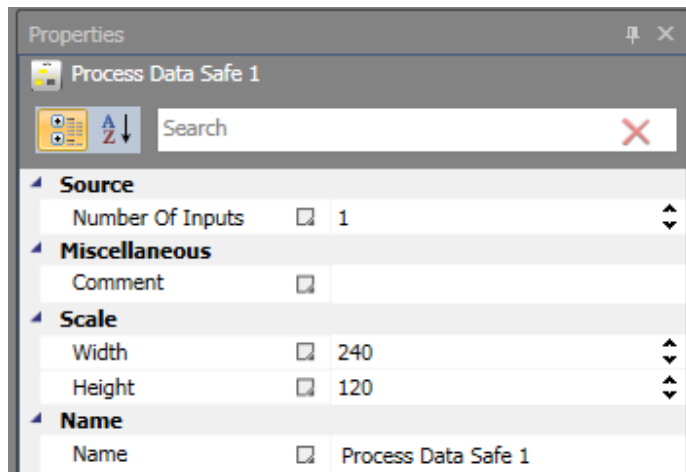 Properties
Process Data Safe 1
A Z Search
Source
Number Of Inputs 1
Miscellaneous
Comment
Scale
Width 240
Height 120
Name
Name Process Data Safe 1